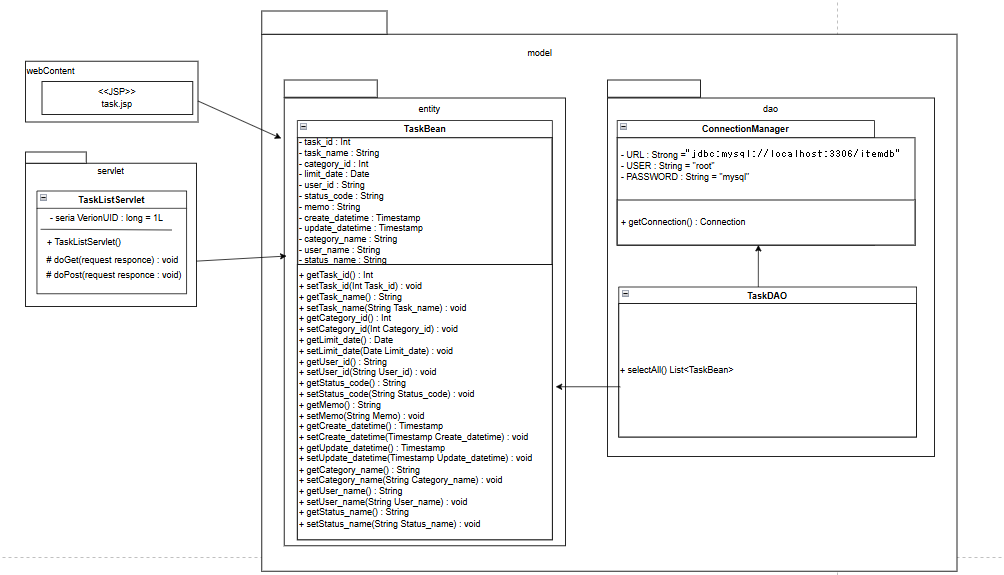 model
webContent
<<JSP>>
task.jsp
servlet
TaskListServlet
- seria VerionUID : long = 1L
+ TaskListServlet()
# doGet(request responce) : void
# doPost(request responce : void)
entity
TaskBean
- task_id : Int
- task_name : String
- category_id : Int
- limit_date : Date
- user_id : String
- status_code : String
- memo : String
- create_datetime : Timestamp
- update_datetime : Timestamp
- category_name : String
- user_name : String
- status_name : String
+ getTask_id() : Int
+ setTask_id(Int Task_id) : void
+ getTask_name() : String
+ setTask_name(String Task_name) : void
+ getCategory_id() : Int
+ setCategory_id(Int Category_id) : void
+ getLimit_date() : Date
+ setLimit_date(Date Limit_date) : void
+ getUser_id() : String
+ setUser_id(String User_id) : void
+ getStatus_code() : String
+ setStatus_code(String Status_code) : void
+ getMemo() : String
+ setMemo(String Memo) : void
+ getCreate_datetime() : Timestamp
+ setCreate_datetime(Timestamp Create_datetime) : void
+ getUpdate_datetime() : Timestamp
+ setUpdate_datetime(Timestamp Update_datetime) : void
+ getCategory_name() : String
+ setCategory_name(String Category_name) : void
+ getUser_name() : String
+ setUser_name(String User_name) : void
+ getStatus_name() : String
+ setStatus_name(String Status_name) : void
dao
ConnectionManager
- URL : Strong ="jdbc:mysql://localhost:3306/itemdb"
- USER : String = "root"
- PASSWORD : String = "mysql"
+ getConnection() : Connection
TaskDAO
+ selectAll() List<TaskBean>